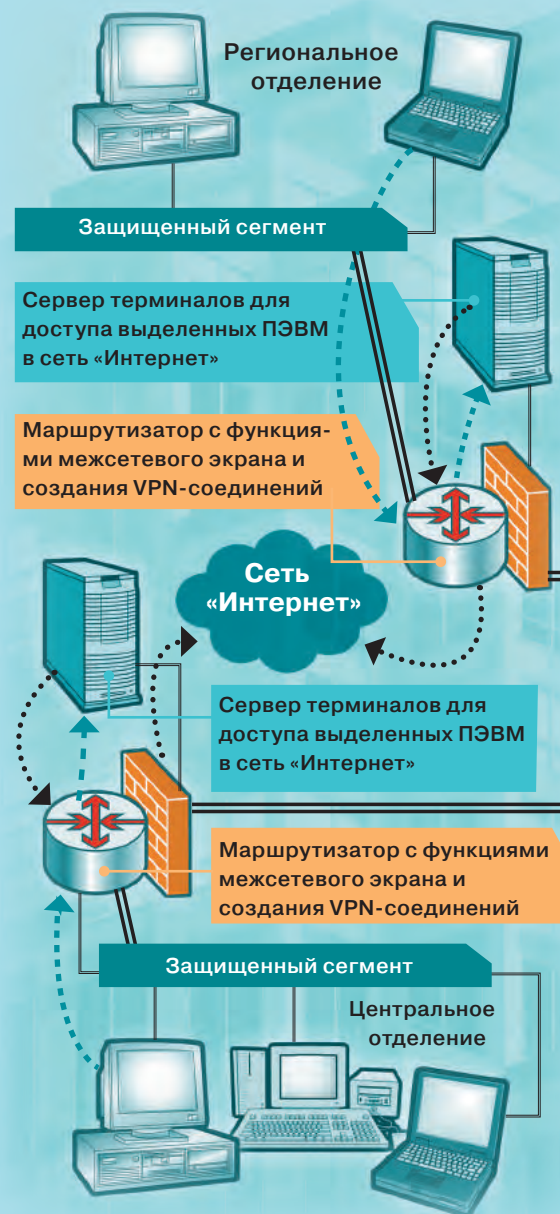 Региональное
отделение
Защищенный сегмент
Сервер терминалов для
доступа выделенных ПЭВМ
в сеть «Интернет»
Маршрутизатор с функция-
ми межсетевого экрана и
создания VPN-соединений
Сеть
«Интернет»
Сервер терминалов для
доступа выделенных ПЭВМ
в сеть «Интернет»
Маршрутизатор с функциями
межсетевого экрана и
создания VPN-соединений
Защищенный сегмент
Центральное
отделение